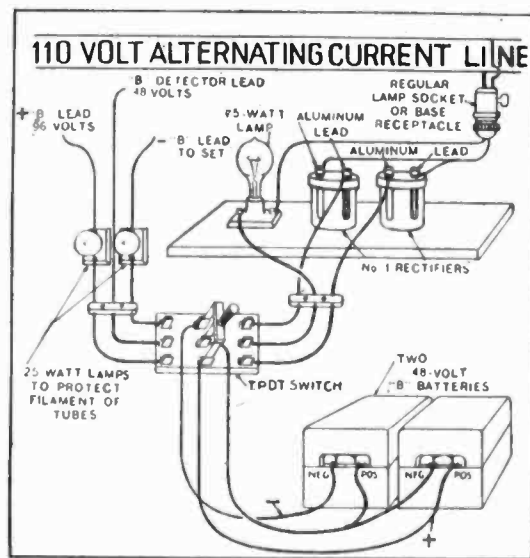 110 VOLT ALTERNATING CURRENT LINE
"B" DETECTOR LEAD
48 VOLTS
+ B LEAD
96 VOLTS
- "B" LEAD
TO SET
75-WATT
LAMP
ALUMINUM
LEAD
ALUMINUM
LEAD
REGULAR
LAMP SOCKET
OR BASE
RECEPTACLE
No. 1 RECTIFIERS
25 WATT LAMPS
TO PROTECT
FILAMENT OF
TUBES
T.P.D.T. SWITCH
TWO
48-VOLT
"B" BATTERIES
NEG POS
NEG POS
-
+